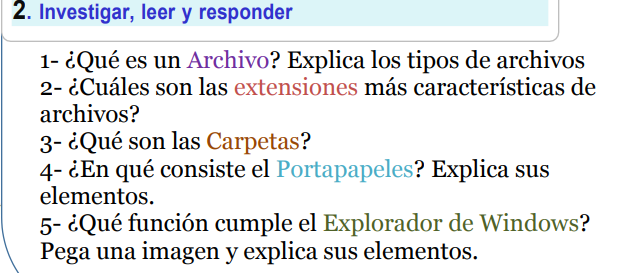 2. Investigar, leer y responder
1- ¿Qué es un Archivo? Explica los tipos de archivos
2- ¿Cuáles son las extensiones más características de
archivos?
3- ¿Qué son las Carpetas?
4- ¿En qué consiste el Portapapeles? Explica sus
elementos.
5- ¿Qué función cumple el Explorador de Windows?
Pega una imagen y explica sus elementos.